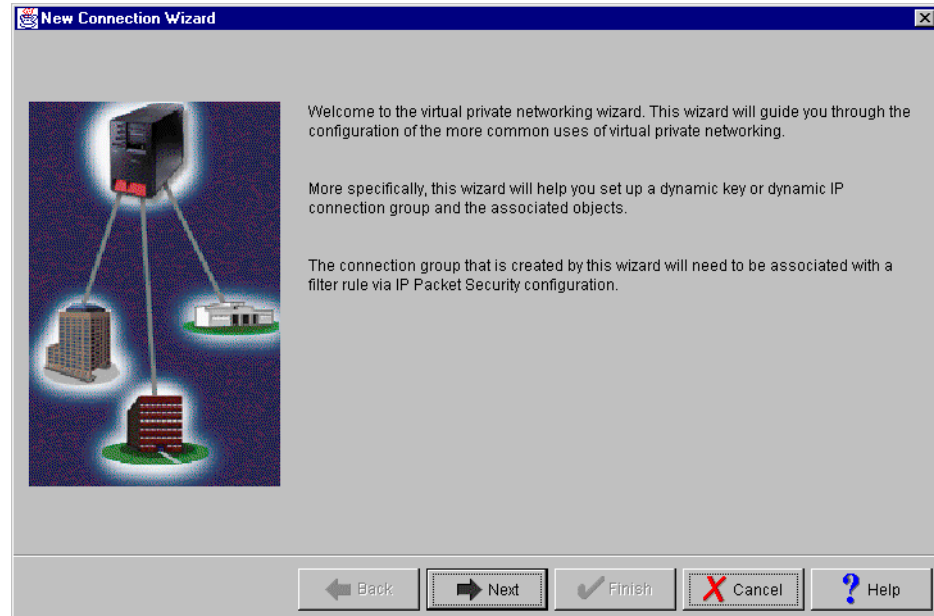 New Connection Wizard
Welcome to the virtual private networking wizard. This wizard will guide you through the
configuration of the more common uses of virtual private networking.
More specifically, this wizard will help you set up a dynamic key or dynamic IP
connection group and the associated objects.
The connection group that is created by this wizard will need to be associated with a
filter rule via IP Packet Security configuration.
Back
Next
Finish
Cancel
Help